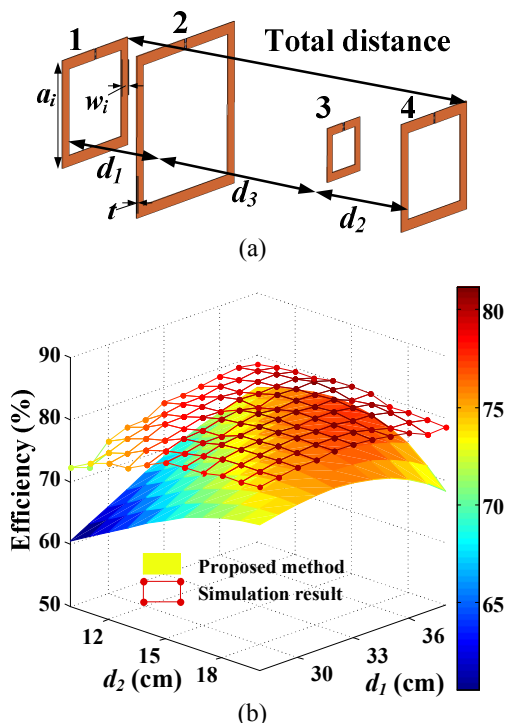 1
2
Total distance
a_i
w_i
3
4
d_1
d_3
d_2
t
(a)
90
80
70
60
50
Efficiency (%)
80
75
70
65
Proposed method
Simulation result
12
15
18
d_2 (cm)
30
33
36
d_1 (cm)
(b)